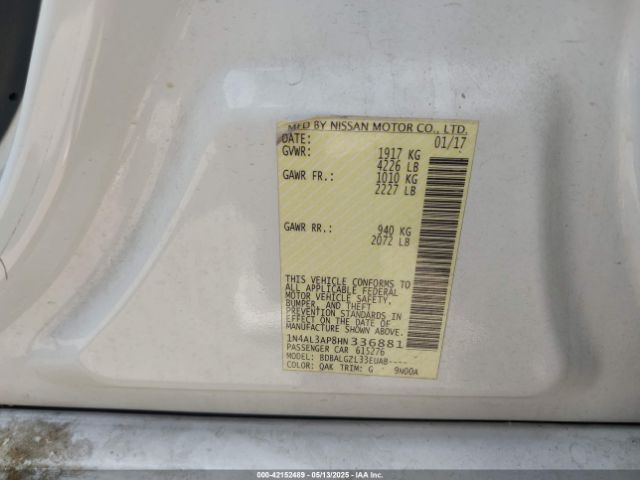 MFD BY NISSAN MOTOR CO., LTD.
DATE: 01/17
GVWR: 1917 KG
4226 LB
GAWR FR.: 1010 KG
2227 LB
GAWR RR.: 940 KG
2072 LB
THIS VEHICLE CONFORMS TO
ALL APPLICABLE FEDERAL
MOTOR VEHICLE SAFETY,
BUMPER, AND THEFT
PREVENTION STANDARDS IN
EFFECT ON THE DATE OF
MANUFACTURE SHOWN ABOVE.
1N4AL3AP8HN336881
PASSENGER CAR 615276
MODEL: BDBALGZL33EUAB----
COLOR: QAK TRIM: G 9N00A
000-42152489 - 05/13/2025 - © IAA Inc.